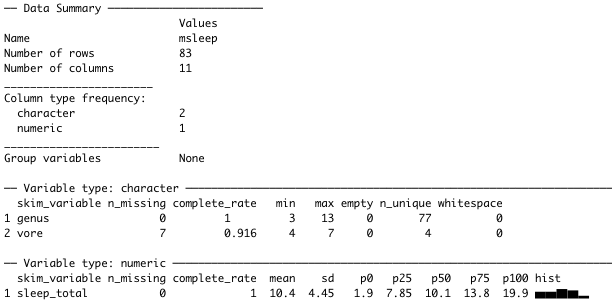 ── Data Summary ────────────────────────
Values
Name msleep
Number of rows 83
Number of columns 11
_______________________
Column type frequency:
character 2
numeric 1
________________________
Group variables None
── Variable type: character ──────────────────────────────
skim_variable n_missing complete_rate min max empty n_unique whitespace
1 genus 0 1 3 13 0 77 0
2 vore 7 0.916 4 7 0 4 0
── Variable type: numeric ──────────────────────────────
skim_variable n_missing complete_rate mean sd p0 p25 p50 p75 p100 hist
1 sleep_total 0 1 10.4 4.45 1.9 7.85 10.1 13.8 19.9 ▅▅▇▅▂